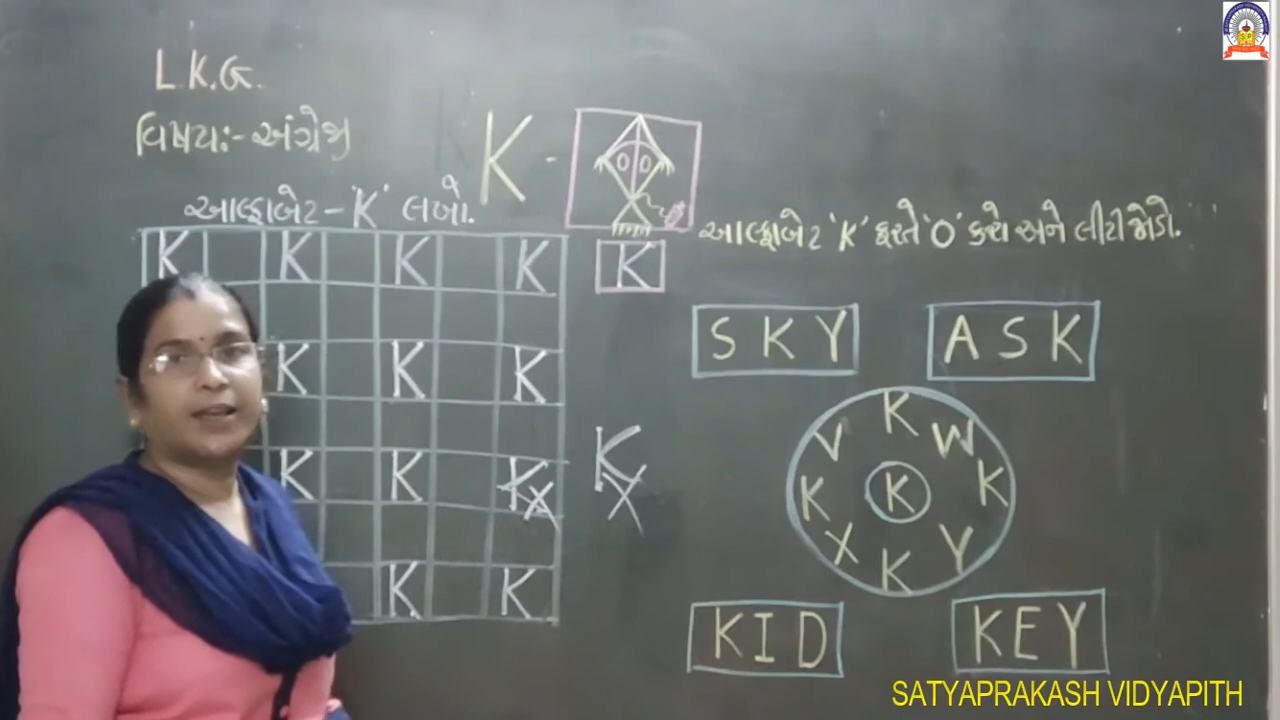 L.K.G.
વિષય:- અંગ્રેજી
K -
આલ્ફાબેટ - 'K' લખો.
આલ્ફાબેટ 'K' ફરતે 'O' કરો અને લીટી જોડો.
K K K K K
K K K
K K K X
K K
K X
SKY ASK
K
V W
K K K
X Y
K
KID KEY
SATYAPRAKASH VIDYAPITH